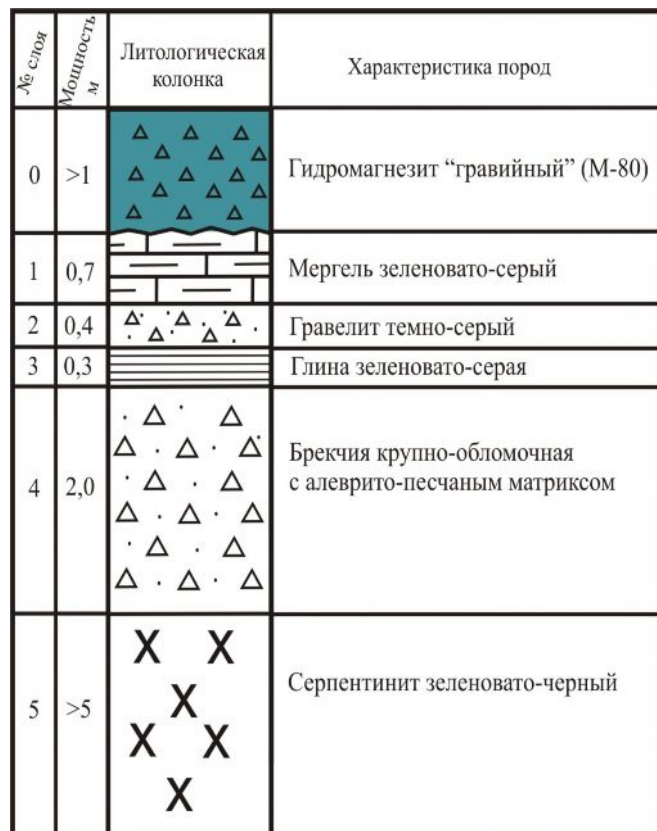 № слоя
Мощность
м
Литологическая
колонка
Характеристика пород
0
>1
Гидромагнезит “гравийный” (М-80)
1
0,7
Мергель зеленовато-серый
2
0,4
Гравелит темно-серый
3
0,3
Глина зеленовато-серая
4
2,0
Брекчия крупно-обломочная
с алеврито-песчаным матриксом
5
>5
Серпентинит зеленовато-черный